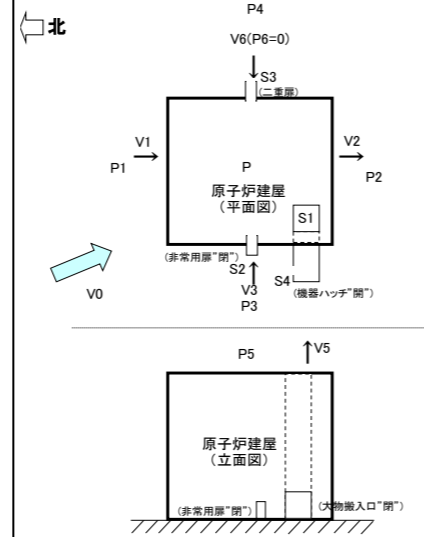 P4
北
V6(P6=0)
S3
(二重扉)
V1
V2
P1
P
P2
原子炉建屋
(平面図)
S1
(非常用扉"閉")
S2
S4
(機器ハッチ"開")
V3
P3
V0
P5
V5
原子炉建屋
(立面図)
(非常用扉"閉")
(大物搬入口"閉")